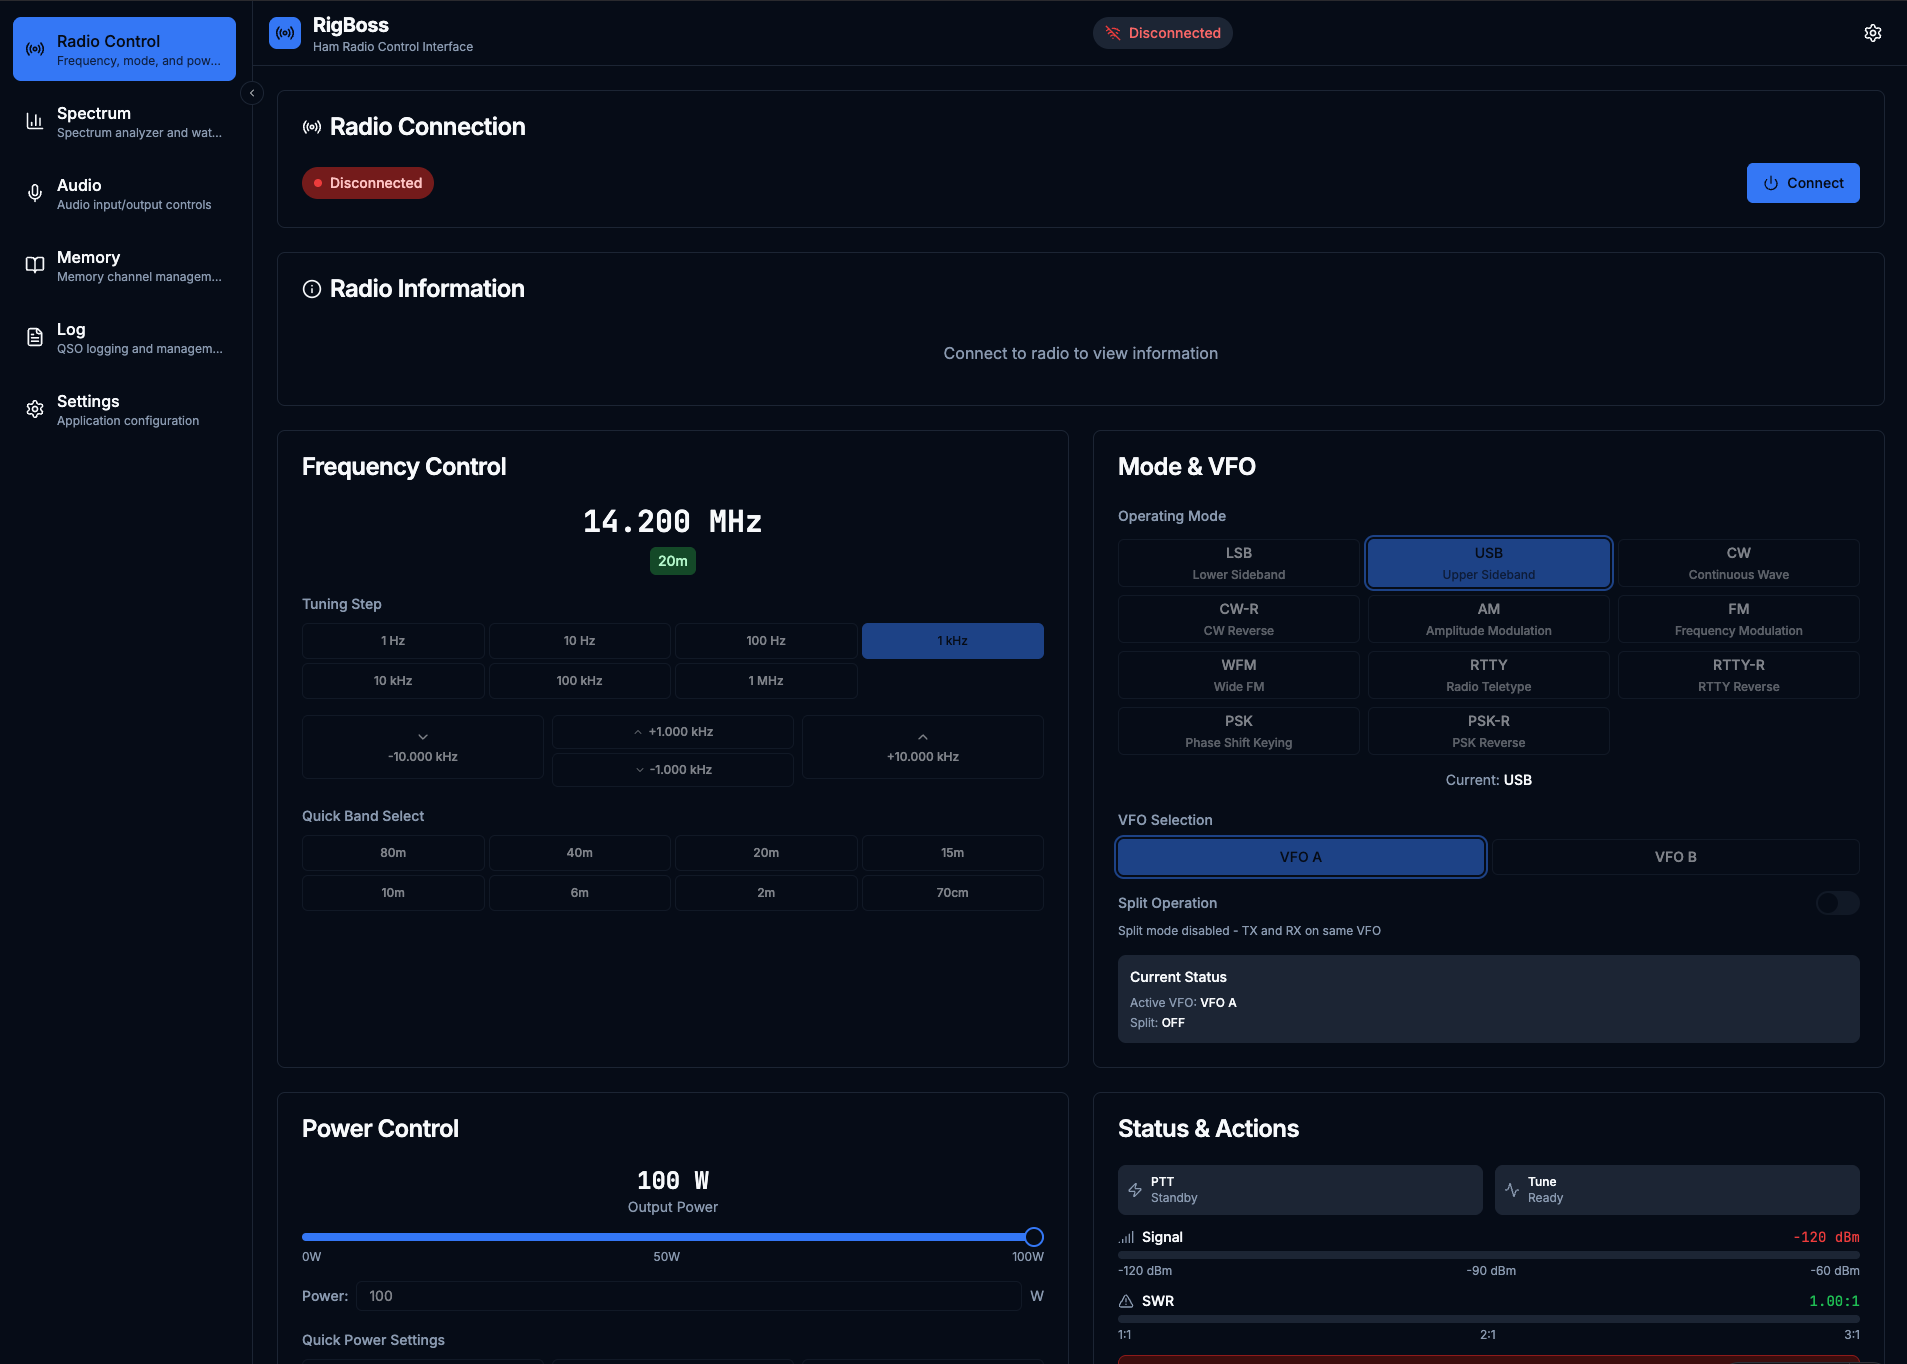 Radio Control
Frequency, mode, and pow...
Spectrum
Spectrum analyzer and wat...
Audio
Audio input/output controls
Memory
Memory channel managem...
Log
QSO logging and managem...
Settings
Application configuration
RigBoss
Ham Radio Control Interface
Disconnected
Radio Connection
Disconnected
Connect
Radio Information
Connect to radio to view information
Frequency Control
14.200 MHz
20m
Tuning Step
1 Hz
10 Hz
100 Hz
1 kHz
10 kHz
100 kHz
1 MHz
-10.000 kHz
+1.000 kHz
-1.000 kHz
+10.000 kHz
Quick Band Select
80m
40m
20m
15m
10m
6m
2m
70cm
Mode & VFO
Operating Mode
LSB
Lower Sideband
USB
Upper Sideband
CW
Continuous Wave
CW-R
CW Reverse
AM
Amplitude Modulation
FM
Frequency Modulation
WFM
Wide FM
RTTY
Radio Teletype
RTTY-R
RTTY Reverse
PSK
Phase Shift Keying
PSK-R
PSK Reverse
Current: USB
VFO Selection
VFO A
VFO B
Split Operation
Split mode disabled - TX and RX on same VFO
Current Status
Active VFO: VFO A
Split: OFF
Power Control
100 W
Output Power
0W
50W
100W
Power: 100 W
Quick Power Settings
Status & Actions
PTT
Standby
Tune
Ready
Signal
-120 dBm
-120 dBm
-90 dBm
-60 dBm
SWR
1.00:1
1:1
2:1
3:1